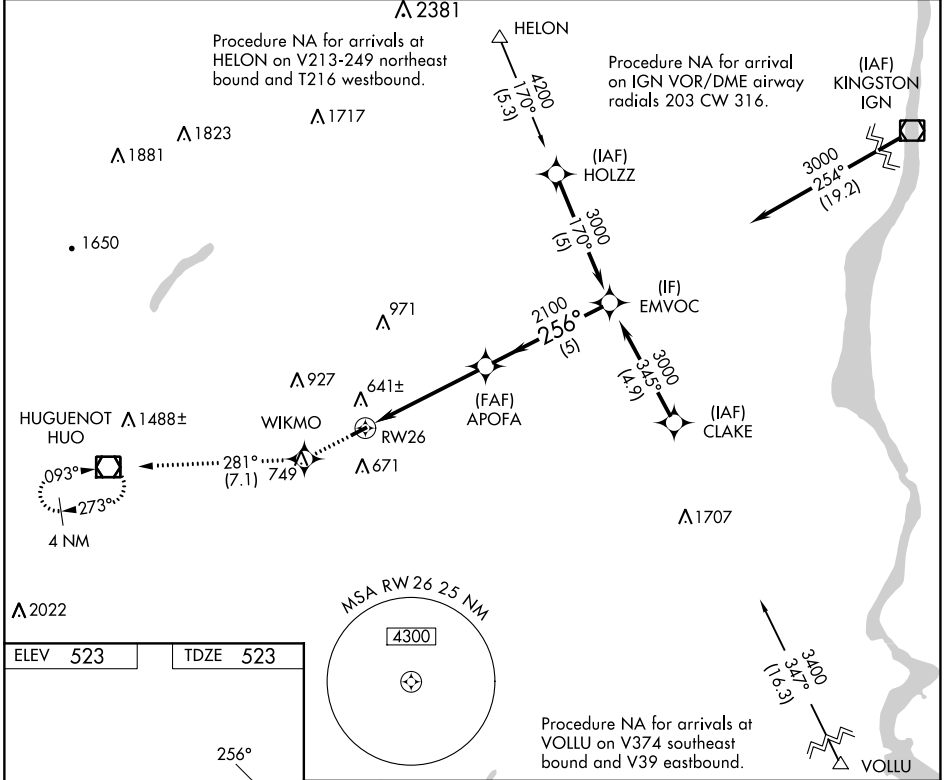 2381
HELON
Procedure NA for arrivals at
HELON on V213-249 northeast
bound and T216 westbound.
Procedure NA for arrival
on IGN VOR/DME airway
radials 203 CW 316.
(IAF)
KINGSTON
IGN
4200
170°
(5.3)
1717
1823
1881
(IAF)
HOLZZ
3000
254°
(19.2)
3000
170°
(5)
1650
(IF)
EMVOC
971
2100
256°
(5)
3000
345°
(4.9)
927
641±
(FAF)
APOFA
(IAF)
CLAKE
HUGUENOT
HUO
1488±
WIKMO
RW26
093°
281°
(7.1)
749
671
273°
4 NM
1707
2022
MSA RW 26 25 NM
4300
ELEV 523
TDZE 523
3400
347°
(16.3)
Procedure NA for arrivals at
VOLLU on V374 southeast
bound and V39 eastbound.
256°
VOLLU